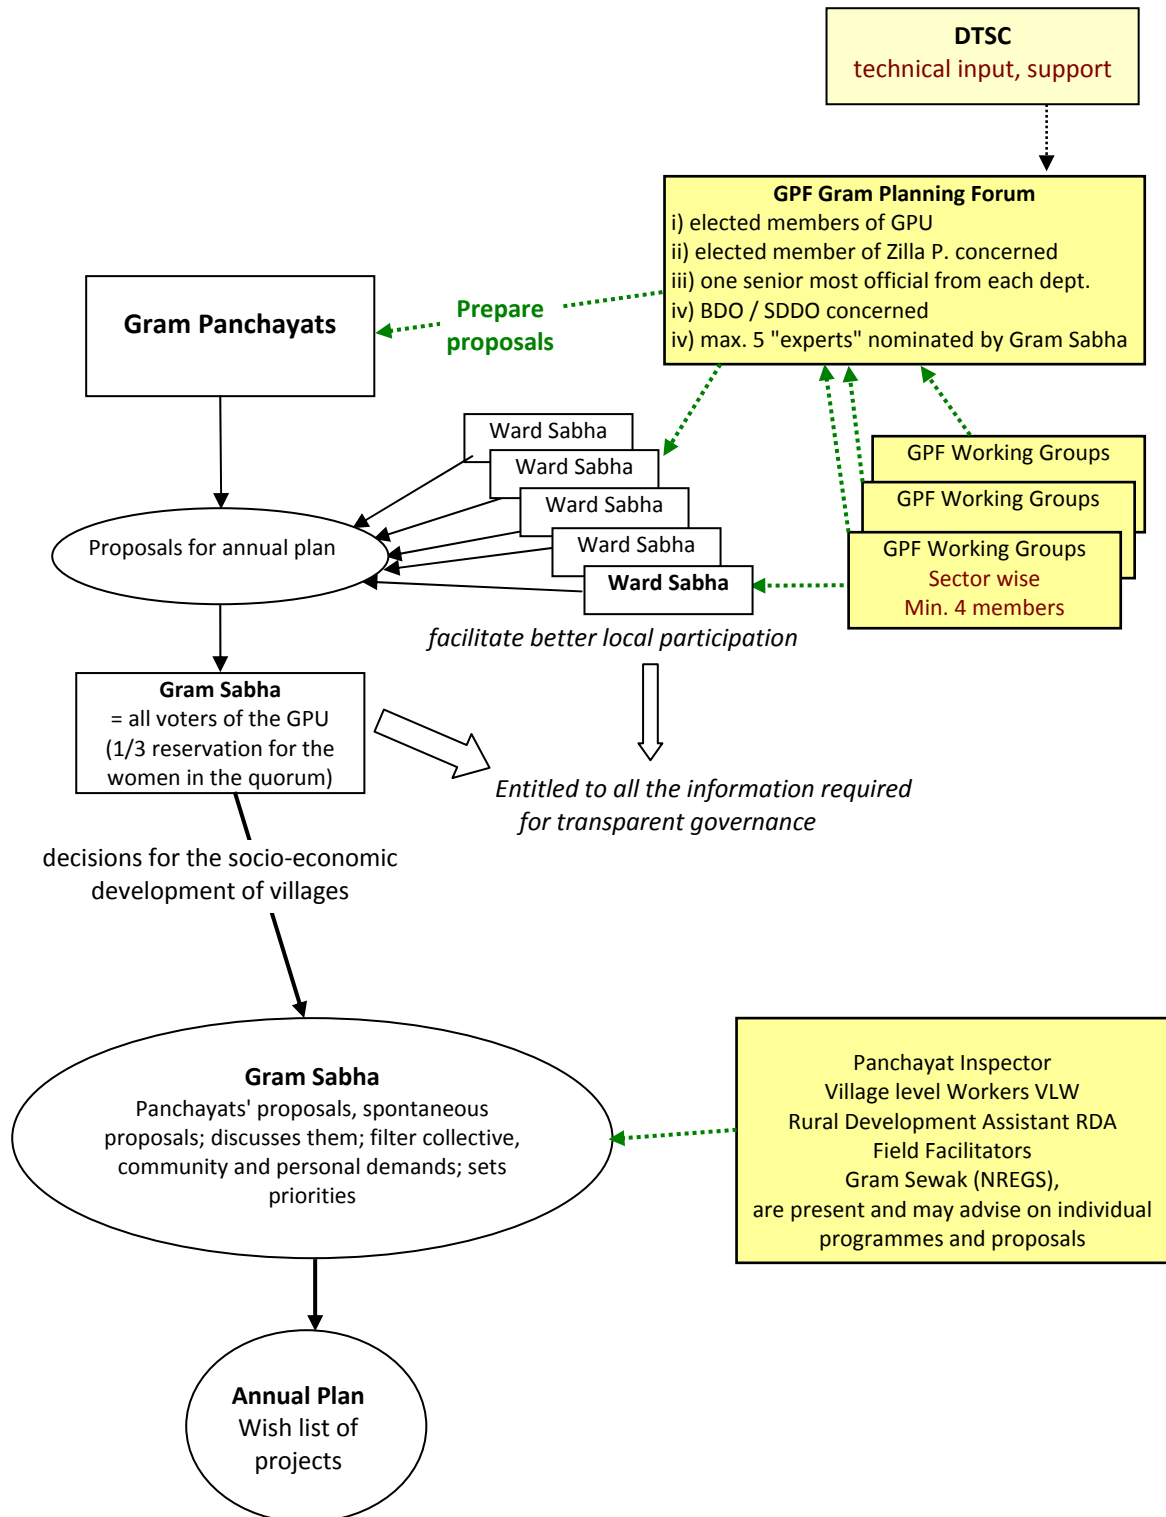 DTSC
technical input, support
GPF Gram Planning Forum
i) elected members of GPU
ii) elected member of Zilla P. concerned
iii) one senior most official from each dept.
iv) BDO / SDDO concerned
iv) max. 5 "experts" nominated by Gram Sabha
Gram Panchayats
Prepare
proposals
Ward Sabha
Ward Sabha
Ward Sabha
Ward Sabha
Ward Sabha
GPF Working Groups
GPF Working Groups
GPF Working Groups
Sector wise
Min. 4 members
Proposals for annual plan
facilitate better local participation
Gram Sabha
= all voters of the GPU
(1/3 reservation for the
women in the quorum)
Entitled to all the information required
for transparent governance
decisions for the socio-economic
development of villages
Gram Sabha
Panchayats' proposals, spontaneous
proposals; discusses them; filter collective,
community and personal demands; sets
priorities
Panchayat Inspector
Village level Workers VLW
Rural Development Assistant RDA
Field Facilitators
Gram Sewak (NREGS),
are present and may advise on individual
programmes and proposals
Annual Plan
Wish list of
projects